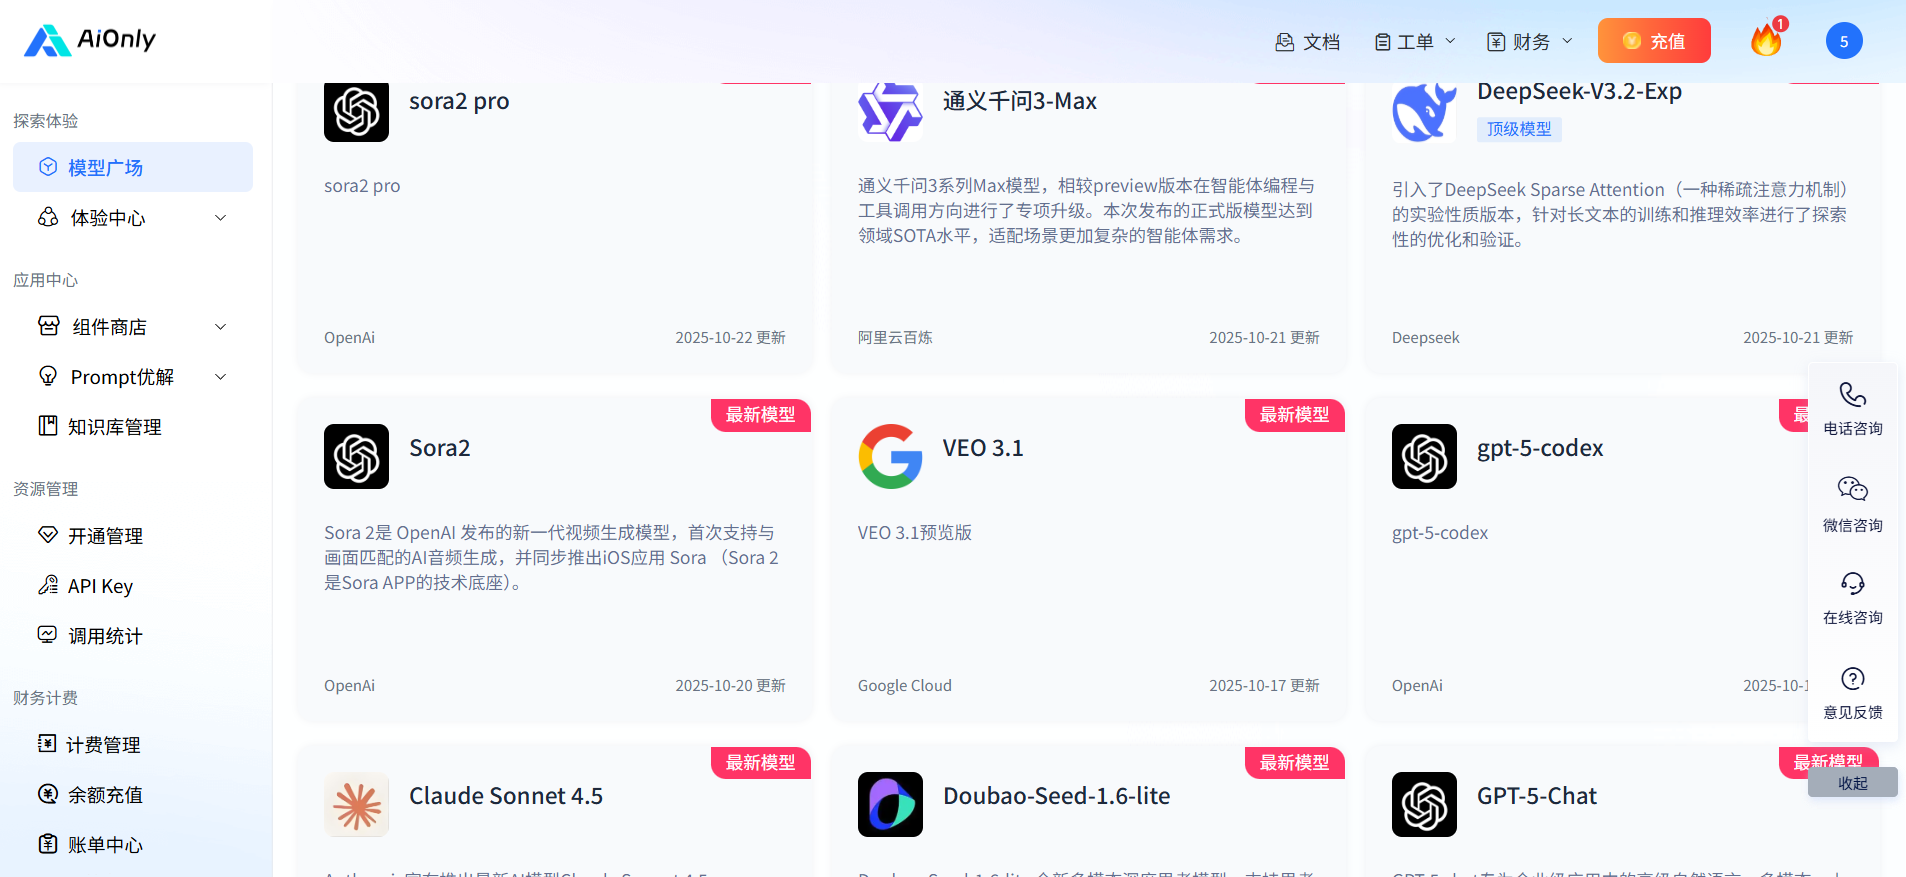 AiOnly
文档
工单
财务
充值
1
5
探索体验
模型广场
体验中心
应用中心
组件商店
Prompt优解
知识库管理
资源管理
开通管理
API Key
调用统计
财务计费
计费管理
余额充值
账单中心
sora2 pro
sora2 pro
OpenAi
2025-10-22 更新
通义千问3-Max
通义千问3系列Max模型，相较preview版本在智能体编程与
工具调用方向进行了专项升级。本次发布的正式版模型达到
领域SOTA水平，适配场景更加复杂的智能体需求。
阿里云百炼
2025-10-21 更新
DeepSeek-V3.2-Exp
顶级模型
引入了DeepSeek Sparse Attention（一种稀疏注意力机制）
的实验性质版本，针对长文本的训练和推理效率进行了探索
性的优化和验证。
Deepseek
2025-10-21 更新
最新模型
Sora2
Sora 2是 OpenAI 发布的新一代视频生成模型，首次支持与
画面匹配的AI音频生成，并同步推出iOS应用 Sora （Sora 2
是Sora APP的技术底座）。
OpenAi
2025-10-20 更新
最新模型
VEO 3.1
VEO 3.1预览版
Google Cloud
2025-10-17 更新
最
gpt-5-codex
gpt-5-codex
OpenAi
2025-10-1
最新模型
Claude Sonnet 4.5
最新模型
Doubao-Seed-1.6-lite
最新模型
GPT-5-Chat
电话咨询
微信咨询
在线咨询
意见反馈
收起